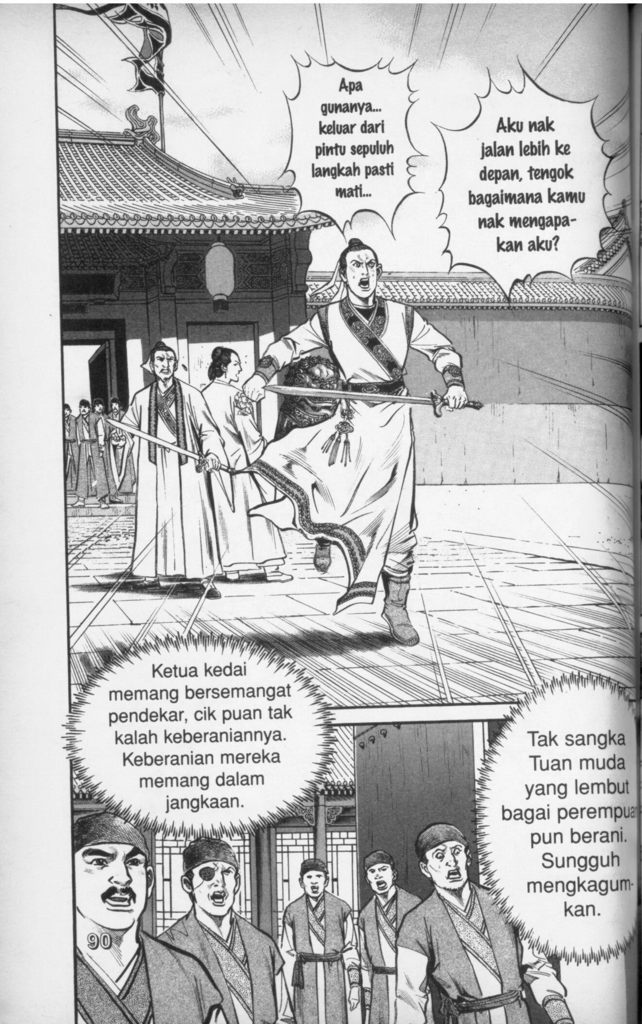 Apa
gunanya...
keluar dari
pintu sepuluh
langkah pasti
mati...
Aku nak
jalan lebih ke
depan, tengok
bagaimana kamu
nak mengapa-
kan aku?
Ketua kedai
memang bersemangat
pendekar, cik puan tak
kalah keberaniannya.
Keberanian mereka
memang dalam
jangkaan.
Tak sangka
Tuan muda
yang lembut
bagai perempuan
pun berani.
Sungguh
mengkagum-
kan.
90